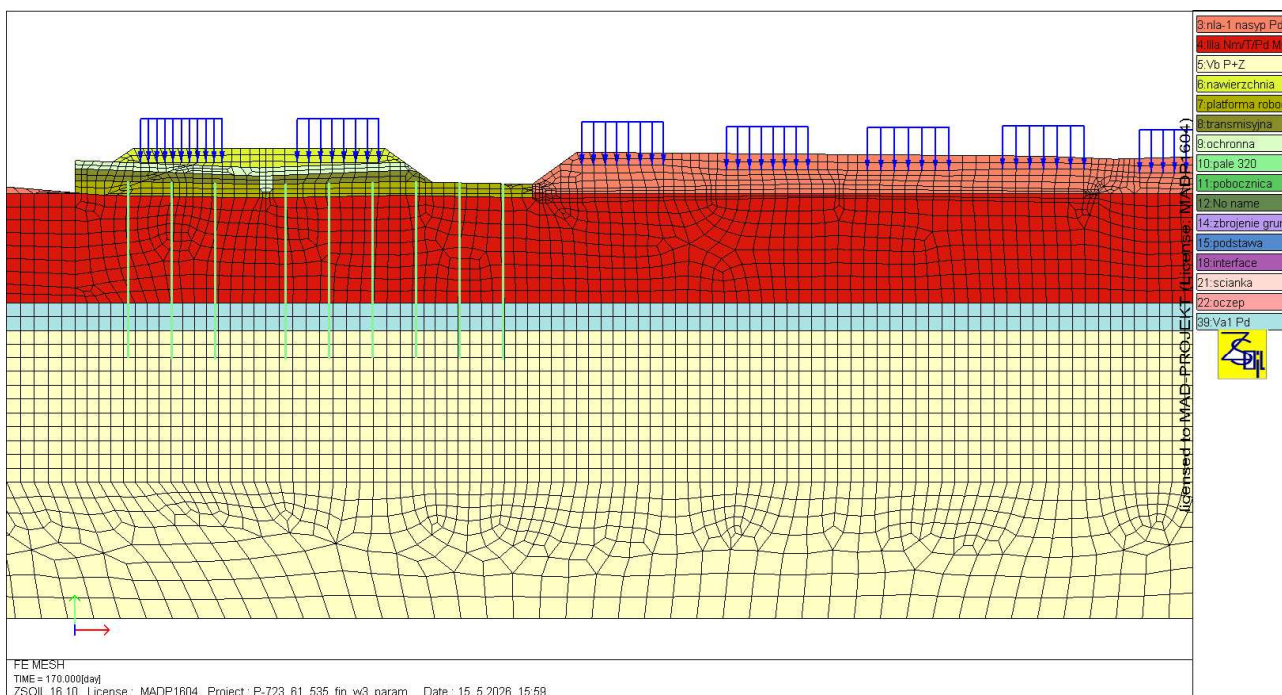 3:nla-1 nasyp Pd
4:IIIa Nm/T/Pd M
5:Vb P+Z
6:nawierzchnia
7:platforma robo
8:transmisyjna
9:ochronna
10:pale 320
11:pobocznica
12:No name
14:zbrojenie grun
15:podstawa
18:interface
21:scianka
22:oczep
39:Va1 Pd
ZSoil
licensed to MAD-PROJEKT (License: MADP1604)
FE MESH
TIME = 170.000[day]
ZSOIL 16.10 License : MADP1604 Project : P-723_61_535_fin_w3_param Date : 15.5.2026 15:59